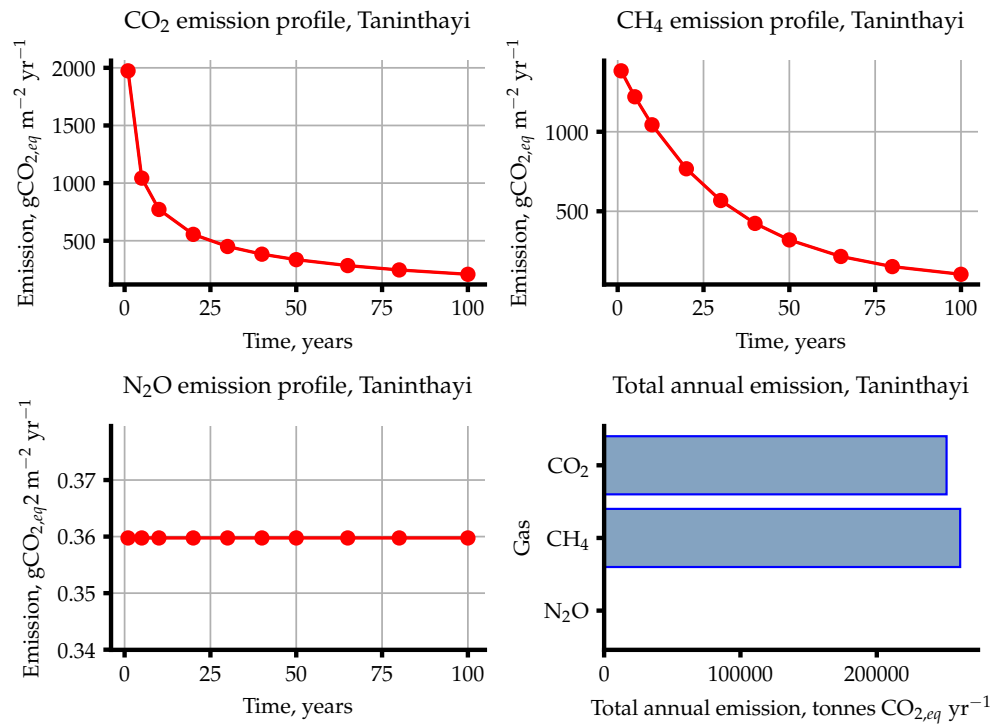 CO₂ emission profile, Taninthayi
Emission, gCO₂,eq m⁻² yr⁻¹
2000
1500
1000
500
0 25 50 75 100
Time, years
CH₄ emission profile, Taninthayi
Emission, gCO₂,eq m⁻² yr⁻¹
1000
500
0 25 50 75 100
Time, years
N₂O emission profile, Taninthayi
Emission, gCO₂,eq2 m⁻² yr⁻¹
0.37
0.36
0.35
0.34
0 25 50 75 100
Time, years
Total annual emission, Taninthayi
Gas
CO₂
CH₄
N₂O
0 100000 200000
Total annual emission, tonnes CO₂,eq yr⁻¹